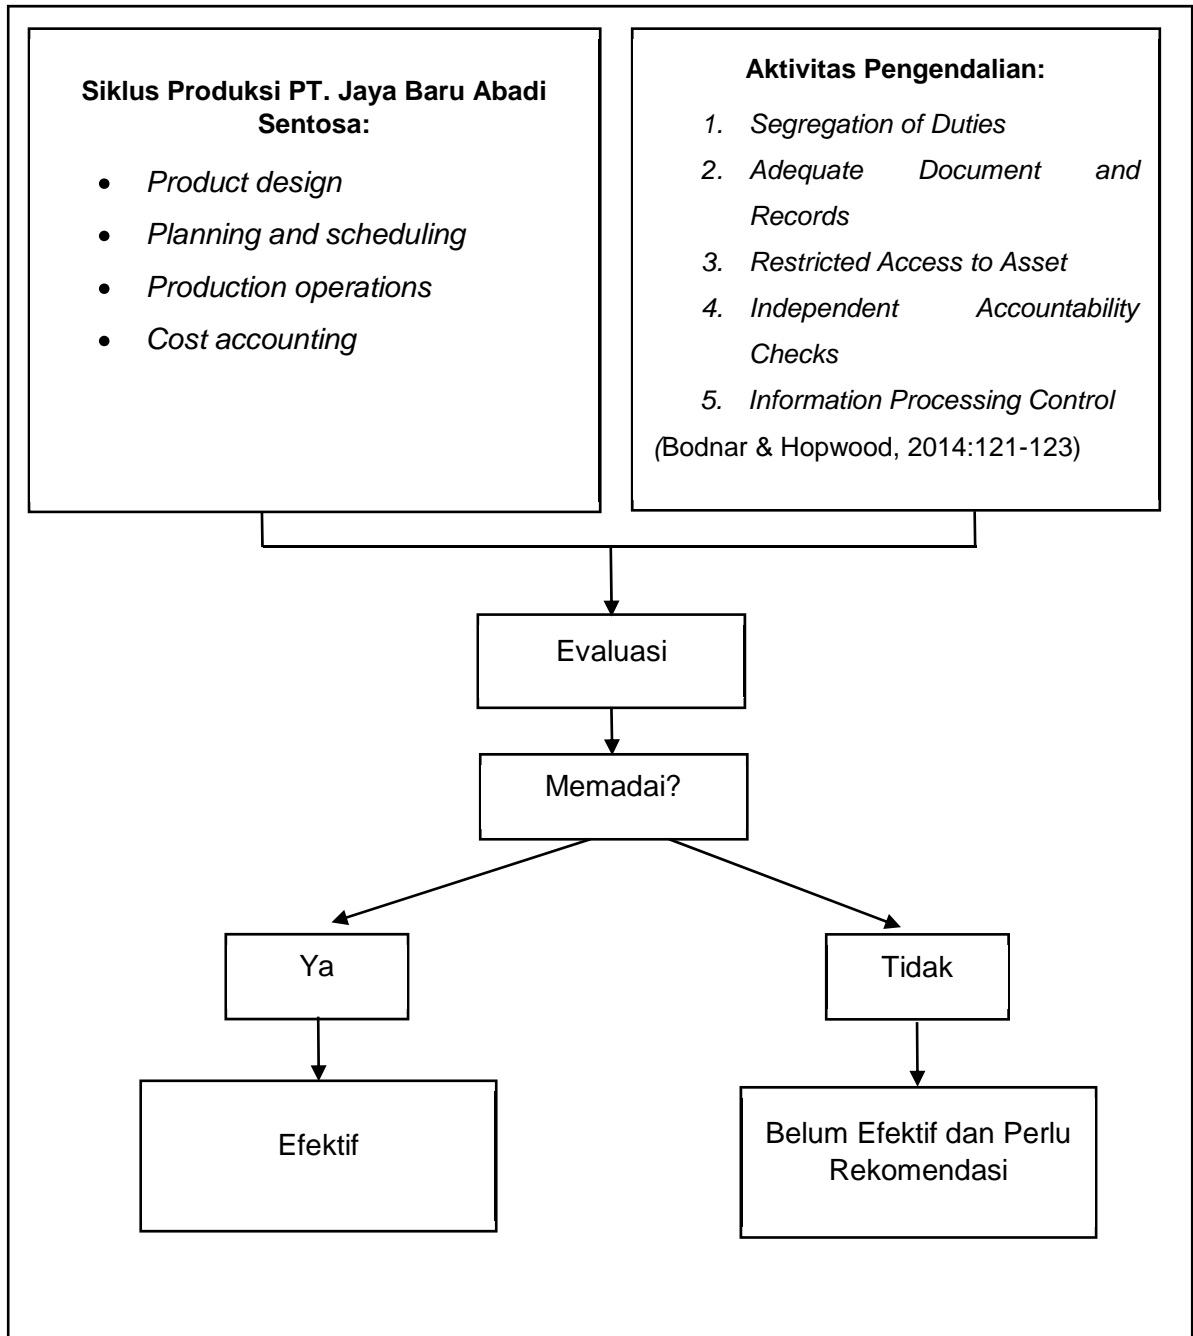 Siklus Produksi PT. Jaya Baru Abadi
Sentosa:
• Product design
• Planning and scheduling
• Production operations
• Cost accounting
Aktivitas Pengendalian:
1. Segregation of Duties
2. Adequate Document and
Records
3. Restricted Access to Asset
4. Independent Accountability
Checks
5. Information Processing Control
(Bodnar & Hopwood, 2014:121-123)
Evaluasi
Memadai?
Ya
Tidak
Efektif
Belum Efektif dan Perlu
Rekomendasi